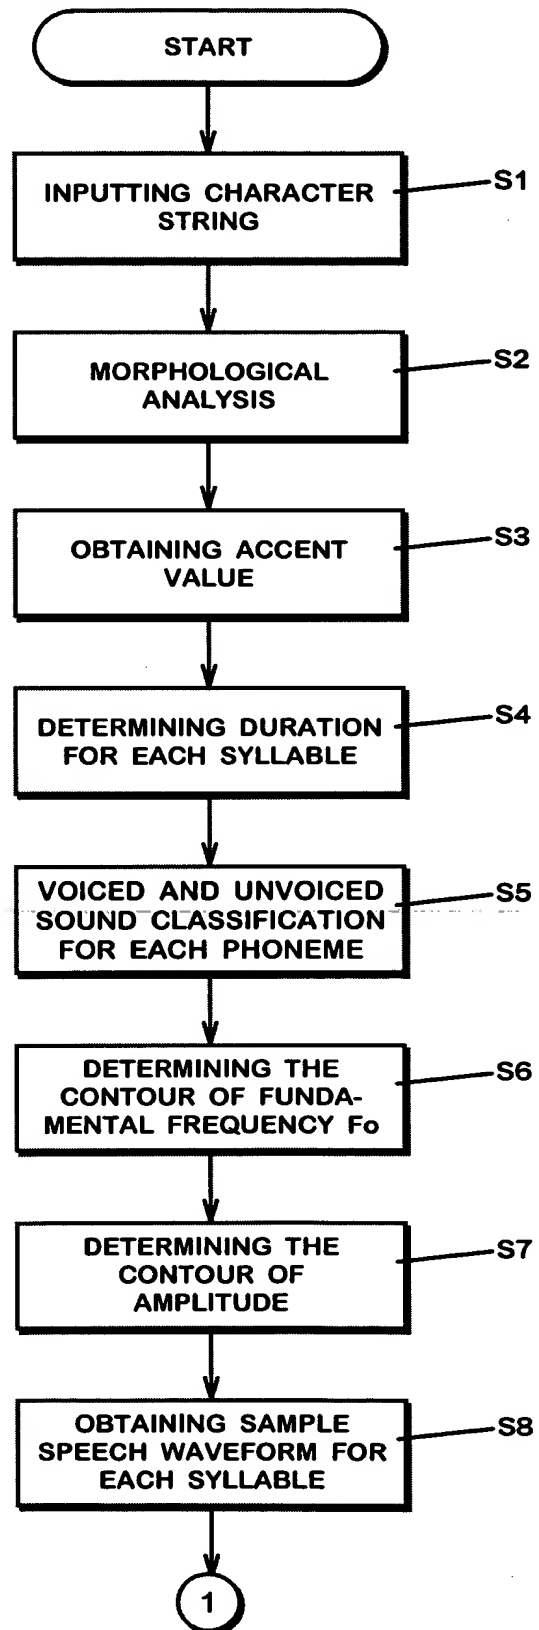 START
INPUTTING CHARACTER
STRING
S1
MORPHOLOGICAL
ANALYSIS
S2
OBTAINING ACCENT
VALUE
S3
DETERMINING DURATION
FOR EACH SYLLABLE
S4
VOICED AND UNVOICED
SOUND CLASSIFICATION
FOR EACH PHONEME
S5
DETERMINING THE
CONTOUR OF FUNDA-
MENTAL FREQUENCY Fo
S6
DETERMINING THE
CONTOUR OF
AMPLITUDE
S7
OBTAINING SAMPLE
SPEECH WAVEFORM FOR
EACH SYLLABLE
S8
1